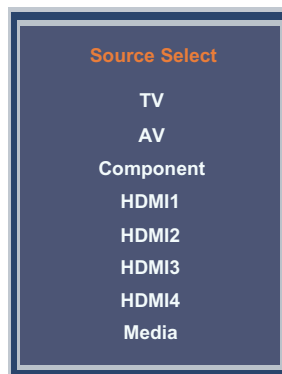 Source Select
TV
AV
Component
HDMI1
HDMI2
HDMI3
HDMI4
Media